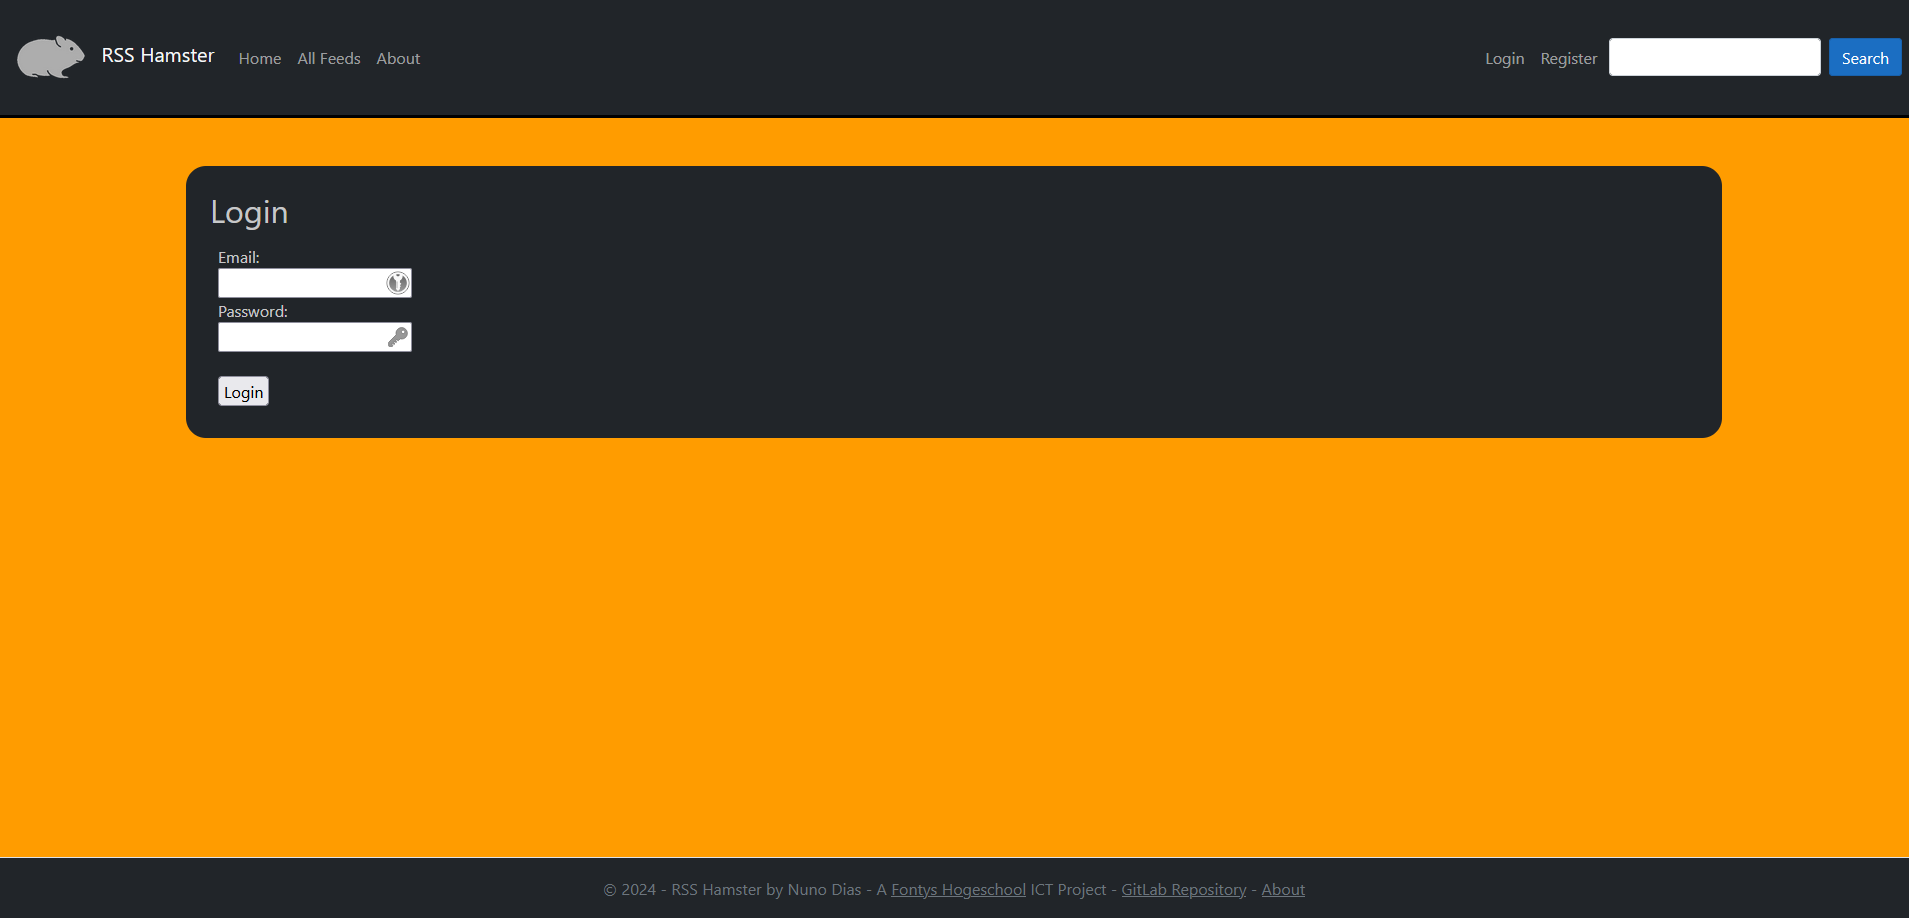 RSS Hamster Home All Feeds About Login Register Search
Login
Email:
Password:
Login
© 2024 - RSS Hamster by Nuno Dias - A Fontys Hogeschool ICT Project - GitLab Repository - About